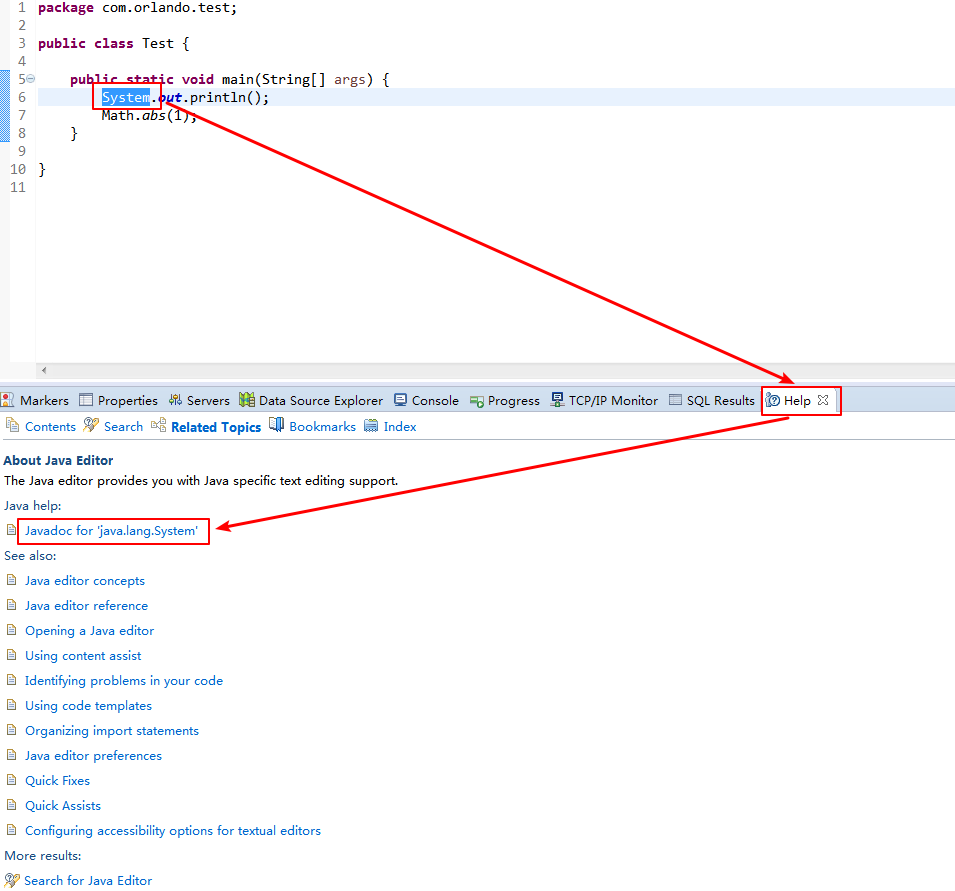 1 package com.orlando.test;
2
3 public class Test {
4
5 public static void main(String[] args) {
6 System.out.println();
7 Math.abs(1);
8 }
9
10 }
11
Markers Properties Servers Data Source Explorer Console Progress TCP/IP Monitor SQL Results Help
Contents Search Related Topics Bookmarks Index
About Java Editor
The Java editor provides you with Java specific text editing support.
Java help:
Javadoc for 'java.lang.System'
See also:
Java editor concepts
Java editor reference
Opening a Java editor
Using content assist
Identifying problems in your code
Using code templates
Organizing import statements
Java editor preferences
Quick Fixes
Quick Assists
Configuring accessibility options for textual editors
More results:
Search for Java Editor